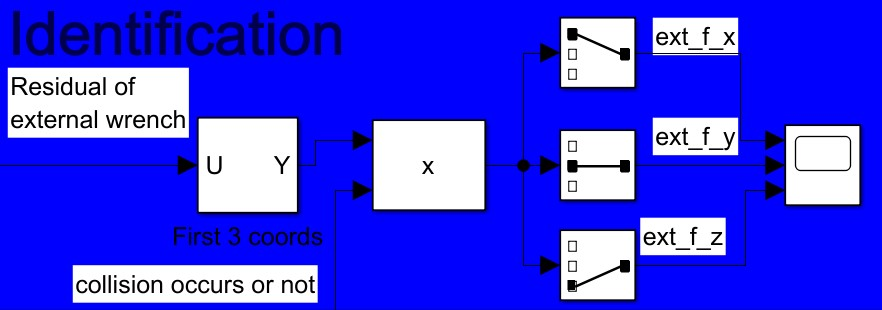 Identification
ext_f_x
Residual of
external wrench
ext_f_y
U Y
x
First 3 coords
ext_f_z
collision occurs or not